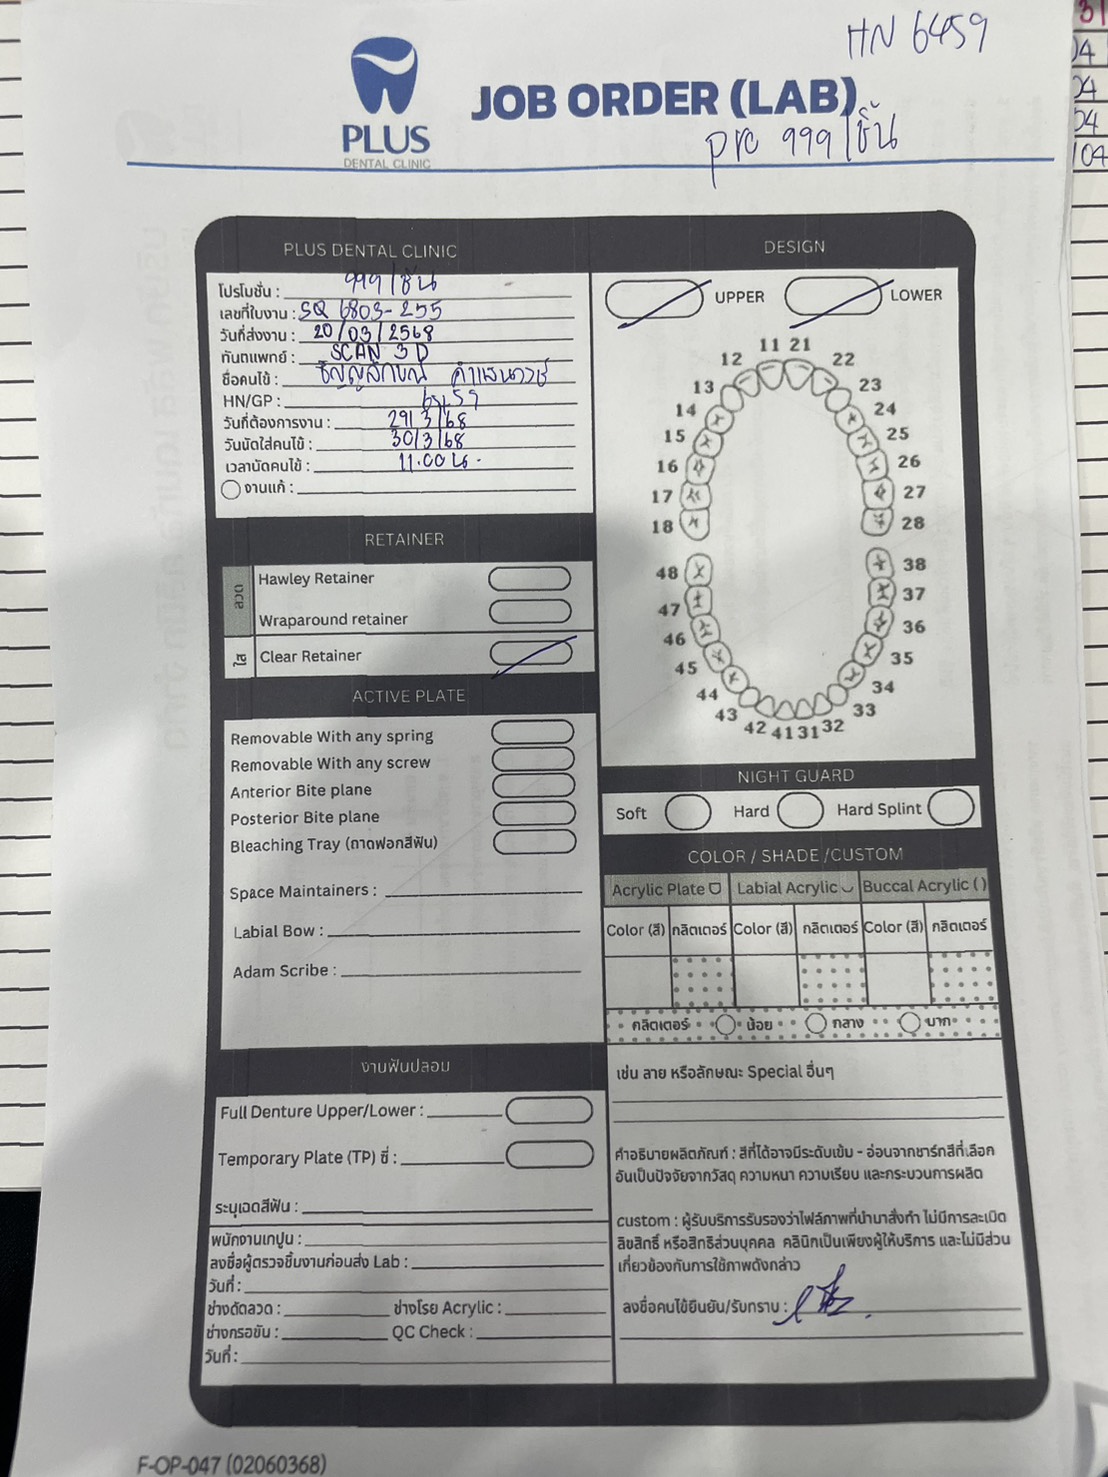 HN 6459
PLUS
DENTAL CLINIC
JOB ORDER (LAB)
pro 999/ชิ้น
PLUS DENTAL CLINIC
โปรโมชั่น : 999/ชิ้น
เลขที่ใบงาน : SQ 6803-255
วันที่ส่งงาน : 20/03/2568
ทันตแพทย์ : SCAN 3D
ชื่อคนไข้ : ธัญญลักษณ์
HN/GP : 6459
วันที่ต้องการงาน : 29/3/68
วันนัดใส่คนไข้ : 30/3/68
เวลานัดคนไข้ : 11.00 น.
งานแก้ :
RETAINER
ลวด
Hawley Retainer
Wraparound retainer
ใส Clear Retainer
ACTIVE PLATE
Removable With any spring
Removable With any screw
Anterior Bite plane
Posterior Bite plane
Bleaching Tray (ถาดฟอกสีฟัน)
Space Maintainers :
Labial Bow :
Adam Scribe :
งานฟันปลอม
Full Denture Upper/Lower :
Temporary Plate (TP) ซี่ :
ระบุเฉดสีฟัน :
พนักงานเทปูน :
ลงชื่อผู้ตรวจชิ้นงานก่อนส่ง Lab :
วันที่ :
ช่างดัดลวด : ช่างโรย Acrylic :
ช่างกรอขัน : QC Check :
วันที่ :
DESIGN
UPPER LOWER
11 21
12 22
13 23
14 24
15 25
16 26
17 27
18 28
48 38
47 37
46 36
45 35
44 34
43 33
42 41 31 32
NIGHT GUARD
Soft Hard Hard Splint
COLOR / SHADE /CUSTOM
Acrylic Plate Labial Acrylic Buccal Acrylic ( )
Color (สี) กลิตเตอร์ Color (สี) กลิตเตอร์ Color (สี) กลิตเตอร์
กลิตเตอร์ น้อย กลาง มาก
เช่น ลาย หรือลักษณะ Special อื่นๆ
คำอธิบายผลิตภัณฑ์ : สีที่ได้อาจมีระดับเข้ม - อ่อนจากชาร์ทสีที่เลือก
อันเป็นปัจจัยจากวัสดุ ความหนา ความเรียบ และกระบวนการผลิต
custom : ผู้รับบริการรับรองว่าไฟล์ภาพที่นำมาสั่งทำ ไม่มีการละเมิด
ลิขสิทธิ์ หรือสิทธิส่วนบุคคล คลินิกเป็นเพียงผู้ให้บริการ และไม่มีส่วน
เกี่ยวข้องกับการใช้ภาพดังกล่าว
ลงชื่อคนไข้ยืนยัน/รับทราบ :
F-OP-047 (02060368)
31
04
04
04
104